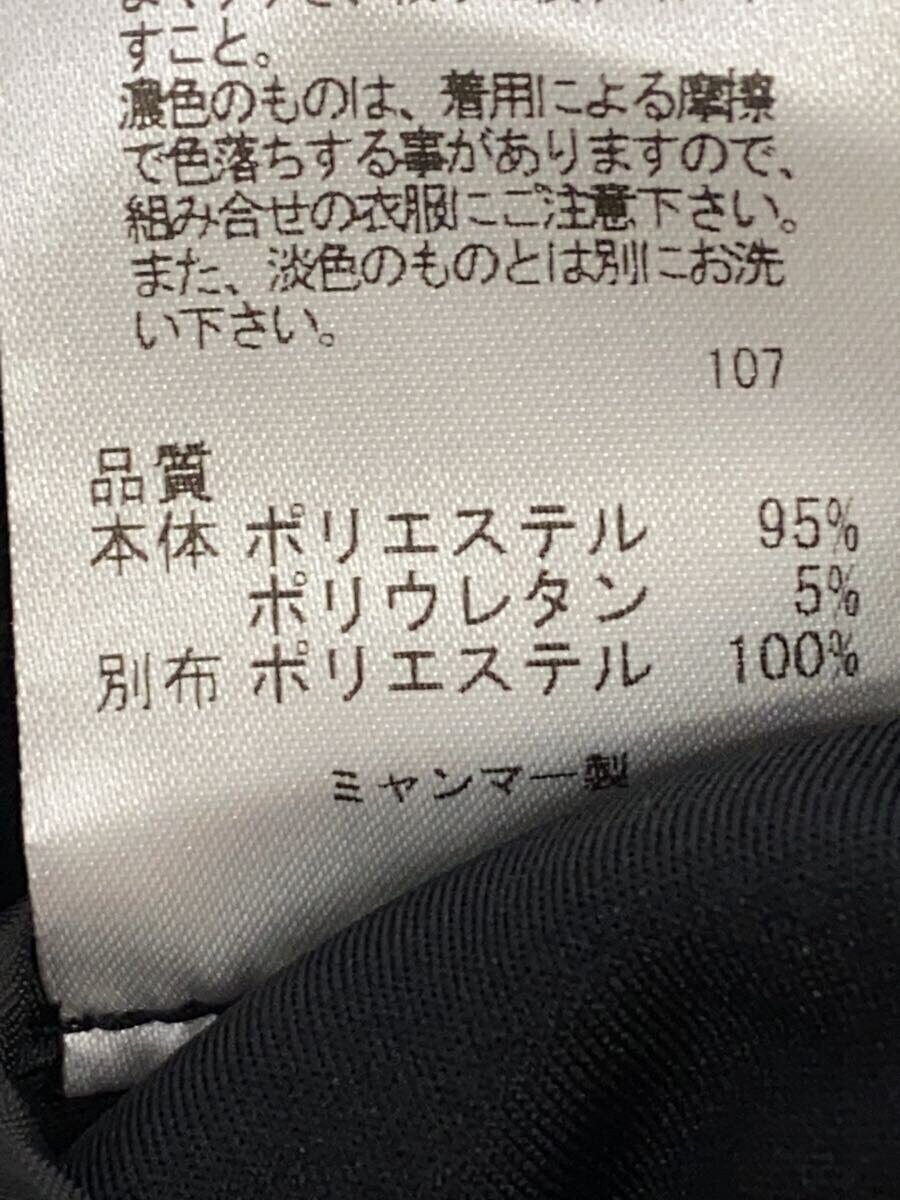 すこと。
濃色のものは、着用による摩擦
で色落ちする事がありますので、
組み合せの衣服にご注意下さい。
また、淡色のものとは別にお洗
い下さい。
107
品質
本体 ポリエステル 95%
ポリウレタン 5%
別布 ポリエステル 100%
ミャンマー製